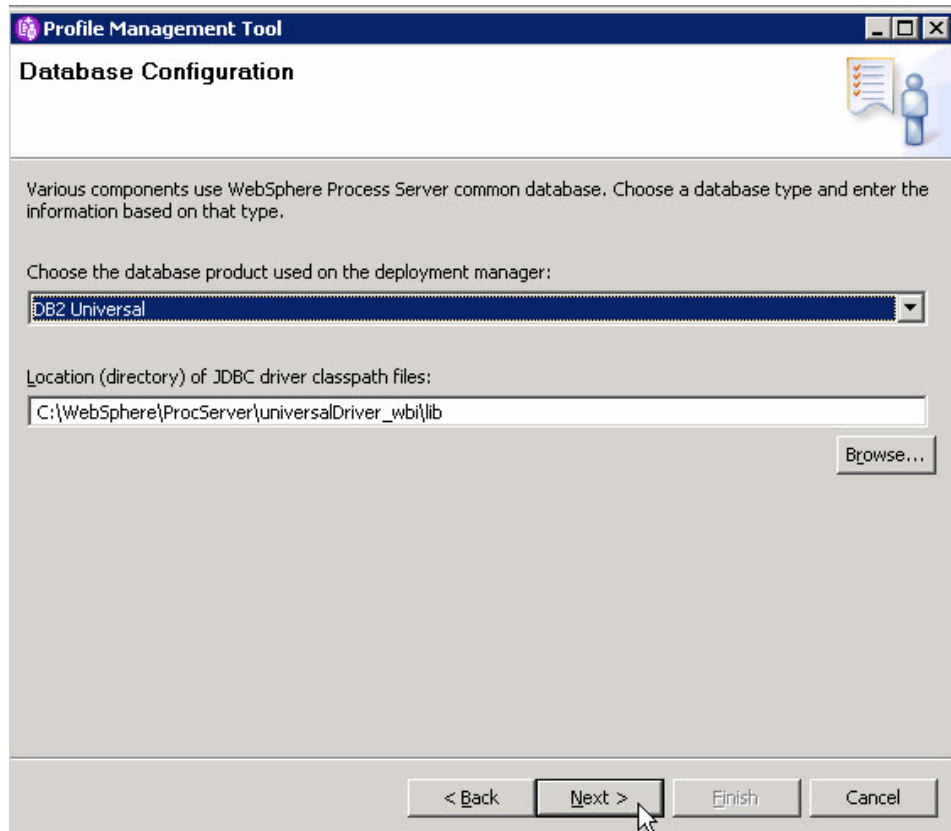 Profile Management Tool
Database Configuration
Various components use WebSphere Process Server common database. Choose a database type and enter the
information based on that type.
Choose the database product used on the deployment manager:
DB2 Universal
Location (directory) of JDBC driver classpath files:
C:\WebSphere\ProcServer\universalDriver_wbi\lib
Browse...
< Back
Next >
Finish
Cancel